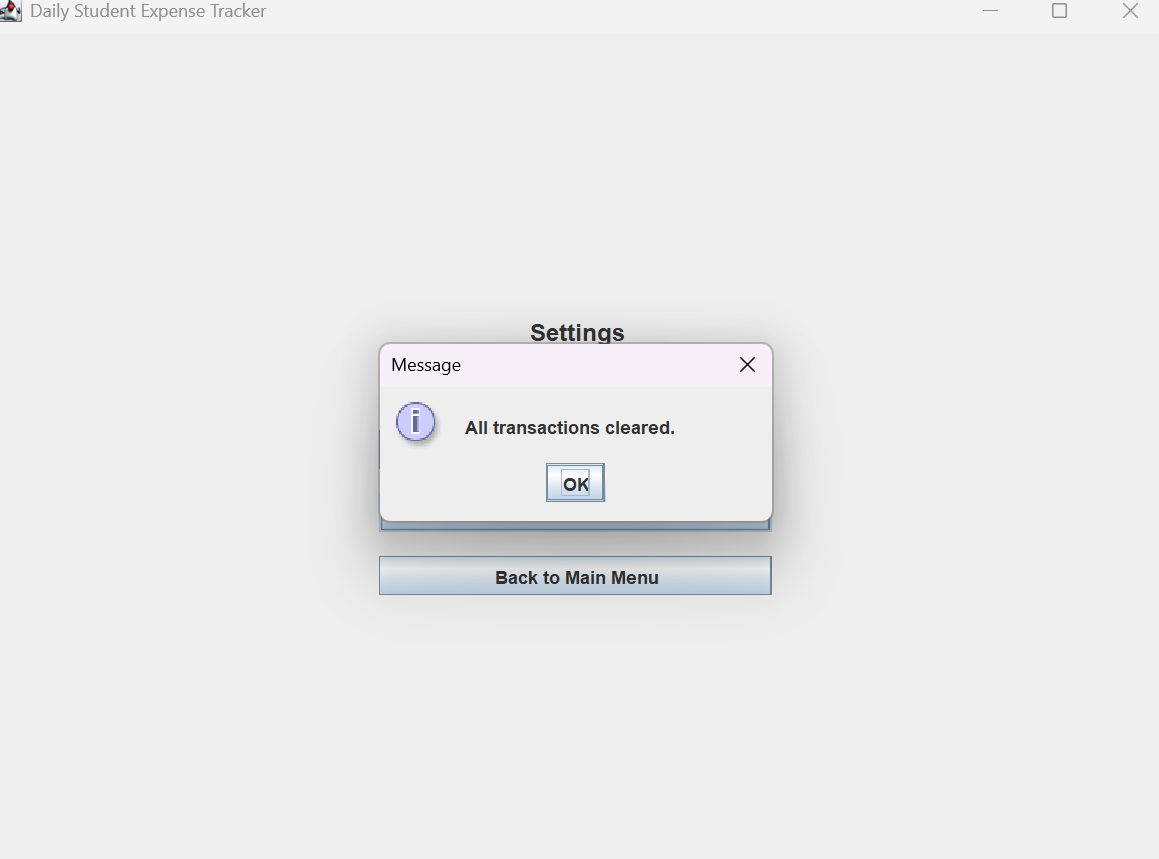 Daily Student Expense Tracker
Settings
Message
All transactions cleared.
OK
Back to Main Menu